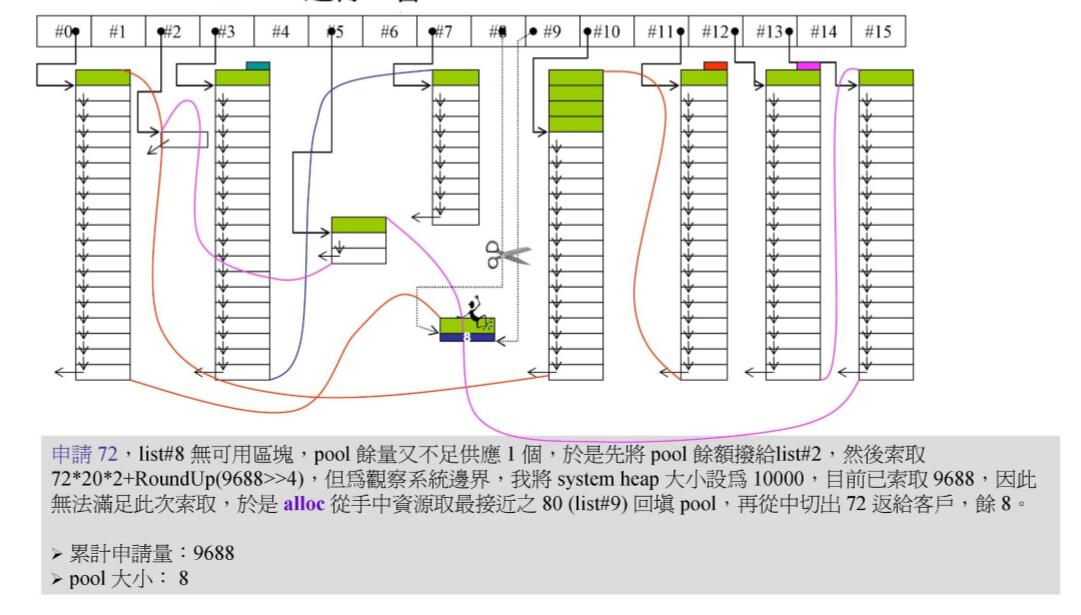 #0 #1 #2 #3 #4 #5 #6 #7 #8 #9 #10 #11 #12 #13 #14 #15
8
申請 72,list#8 無可用區塊,pool 餘量又不足供應 1 個,於是先將 pool 餘額撥給list#2,然後索取
72*20*2+RoundUp(9688>>4),但爲觀察系統邊界,我將 system heap 大小設爲 10000,目前已索取 9688,因此
無法滿足此次索取,於是 alloc 從手中資源取最接近之 80 (list#9) 回填 pool,再從中切出 72 返給客戶,餘 8。
➢ 累計申請量:9688
➢ pool 大小: 8